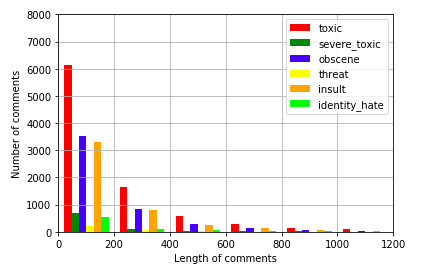 8000
7000
6000
5000
4000
3000
2000
1000
0
Number of comments
toxic
severe_toxic
obscene
threat
insult
identity_hate
0 200 400 600 800 1000 1200
Length of comments